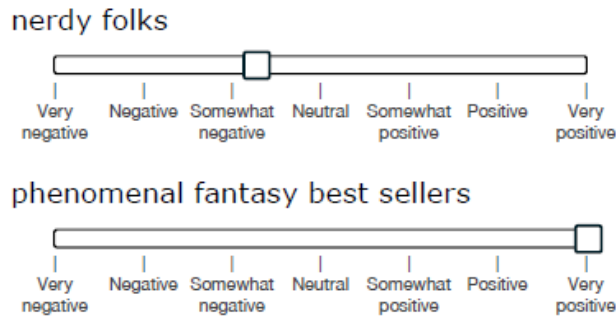 nerdy folks
Very negative Negative Somewhat negative Neutral Somewhat positive Positive Very positive
phenomenal fantasy best sellers
Very negative Negative Somewhat negative Neutral Somewhat positive Positive Very positive